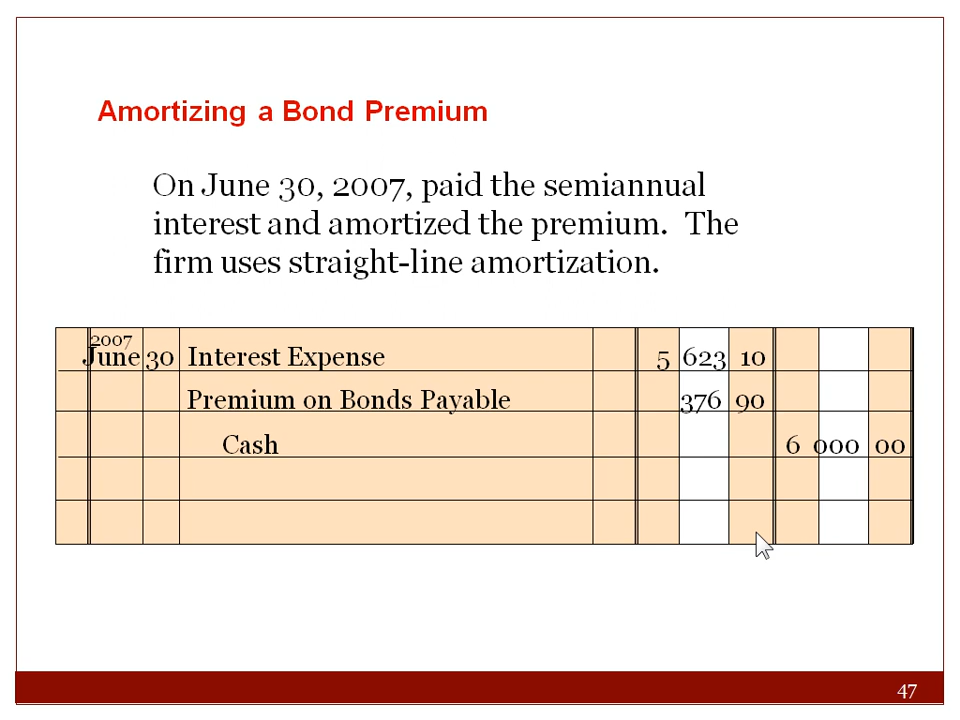 Amortizing a Bond Premium
On June 30, 2007, paid the semiannual
interest and amortized the premium. The
firm uses straight-line amortization.
2007
June 30 Interest Expense 5 623 10
Premium on Bonds Payable 376 90
Cash 6 000 00
47